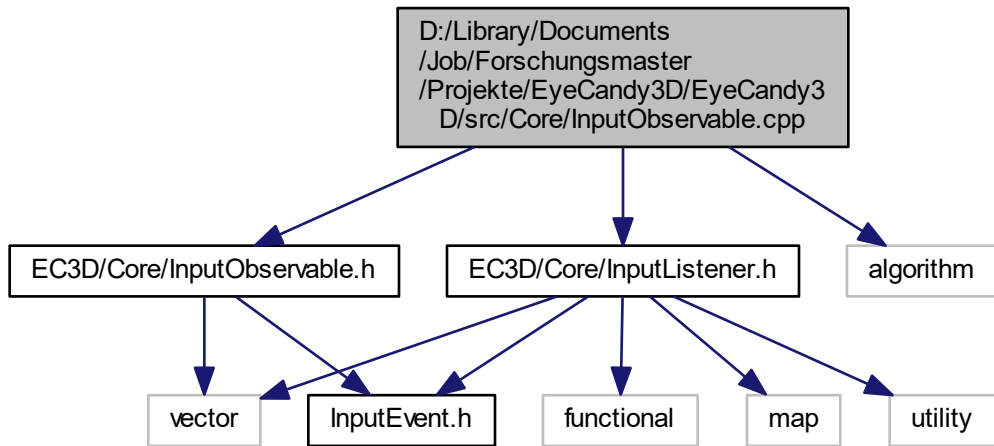 D:/Library/Documents
/Job/Forschungsmaster
/Projekte/EyeCandy3D/EyeCandy3
D/src/Core/InputObservable.cpp
EC3D/Core/InputObservable.h
EC3D/Core/InputListener.h
algorithm
vector
InputEvent.h
functional
map
utility